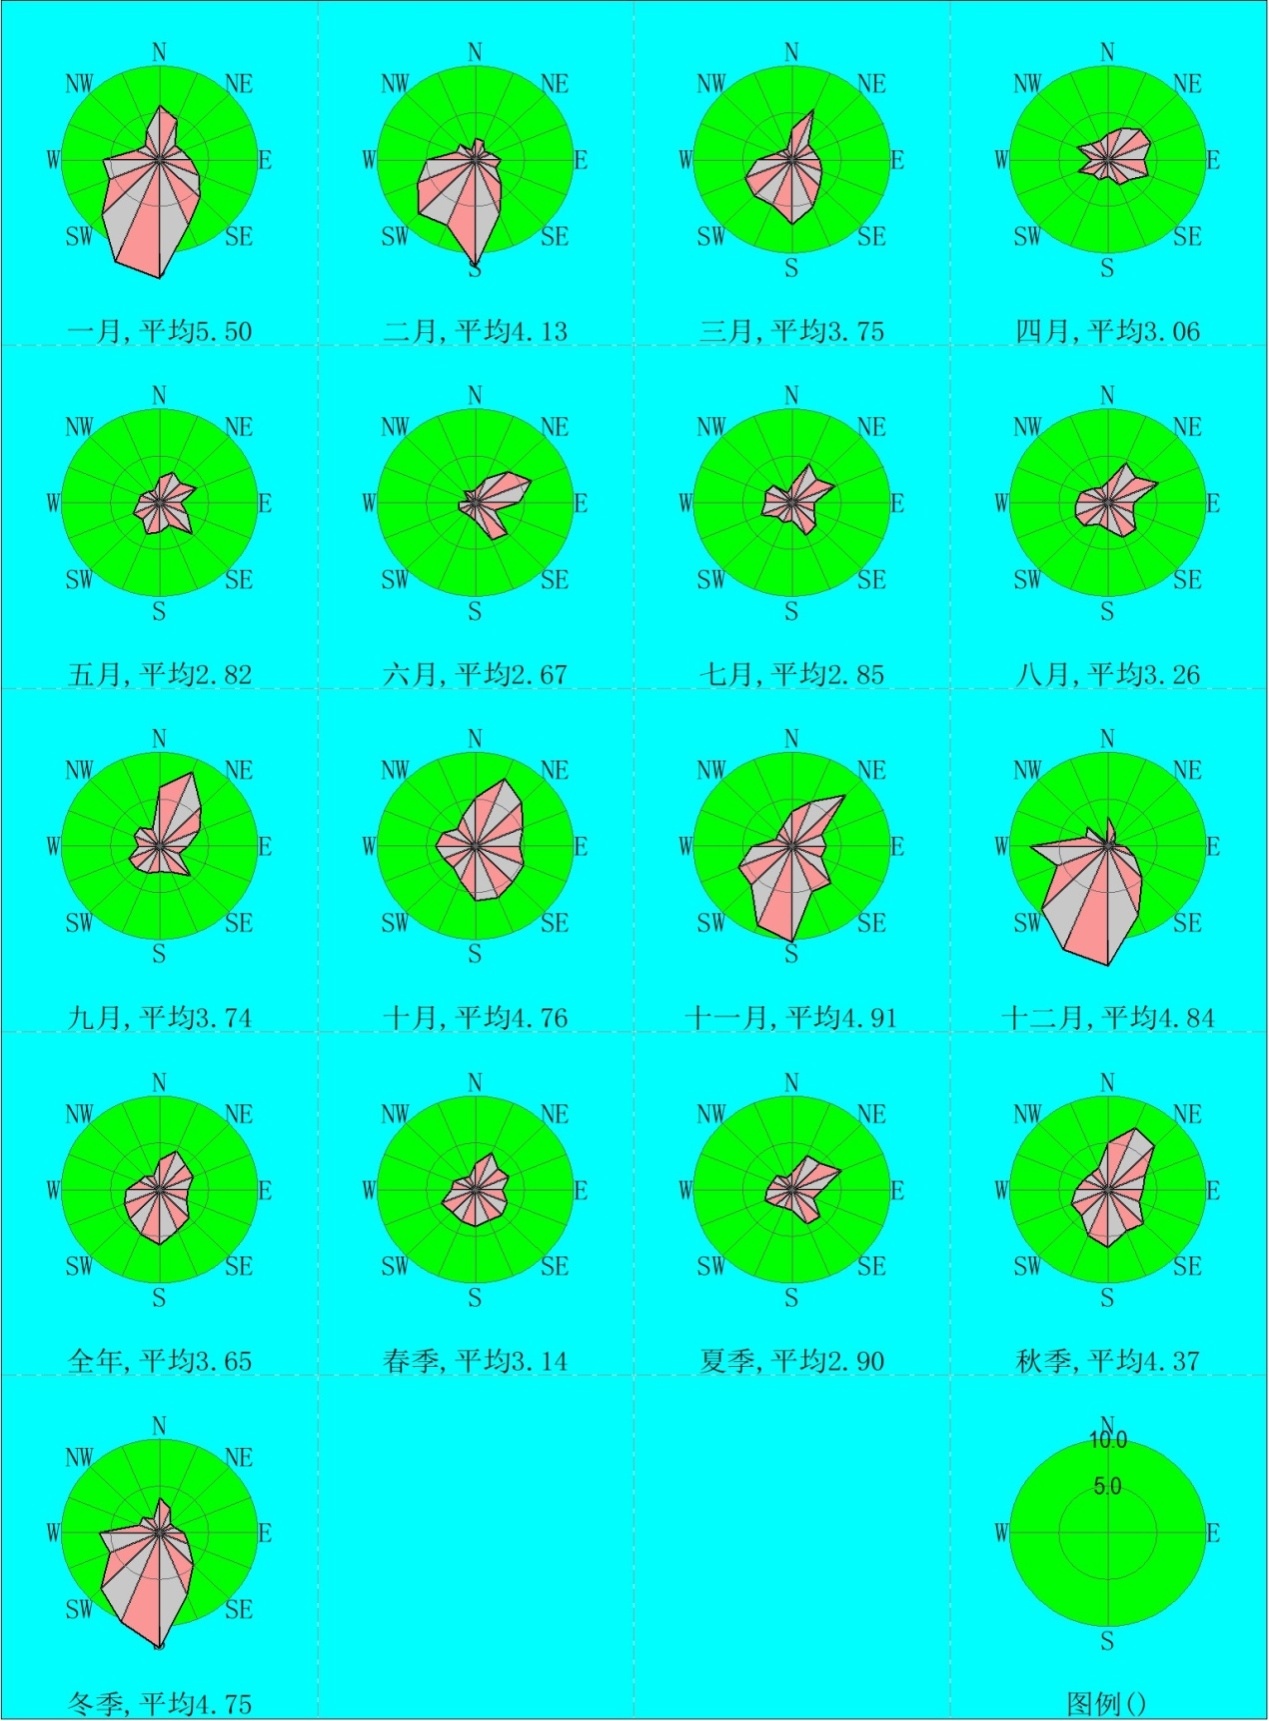 N N N N
NW NE NW NE NW NE NW NE
W E W E W E W E
SW SE SW SE SW SE SW SE
S S S
一月,平均5.50 二月,平均4.13 三月,平均3.75 四月,平均3.06
N N N N
NW NE NW NE NW NE NW NE
W E W E W E W E
SW SE SW SE SW SE SW SE
S S S S
五月,平均2.82 六月,平均2.67 七月,平均2.85 八月,平均3.26
N N N N
NW NE NW NE NW NE NW NE
W E W E W E W E
SW SE SW SE SW SE SW SE
S S S
九月,平均3.74 十月,平均4.76 十一月,平均4.91 十二月,平均4.84
N N N N
NW NE NW NE NW NE NW NE
W E W E W E W E
SW SE SW SE SW SE SW SE
S S S S
全年,平均3.65 春季,平均3.14 夏季,平均2.90 秋季,平均4.37
N N
10.0
NW NE
5.0
W E W E
SW SE
S
冬季,平均4.75 图例()